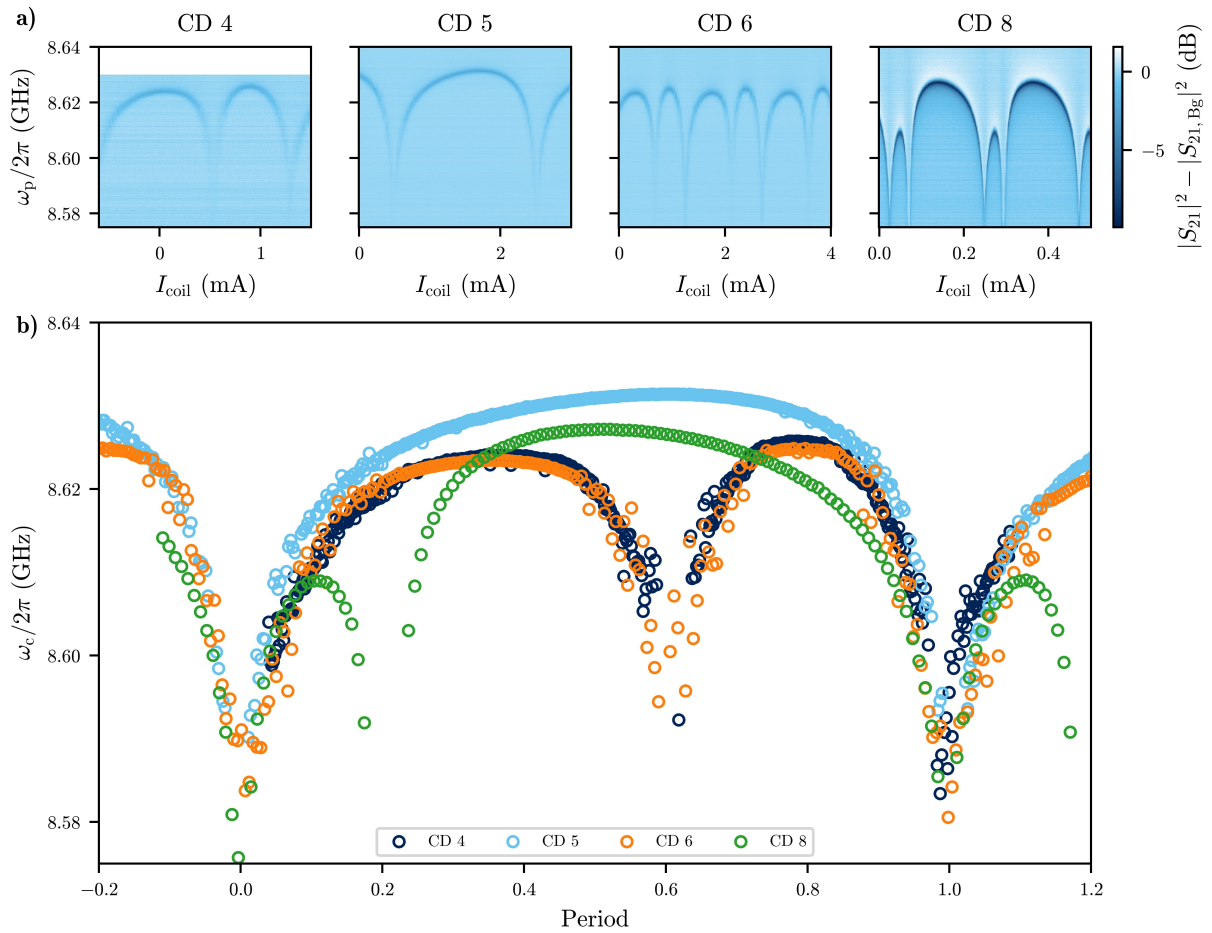 a) CD 4 CD 5 CD 6 CD 8
8.64
8.62
8.60
8.58
ωp/2π (GHz)
0 1
0 2
0 2 4
0.0 0.2 0.4
Icoil (mA) Icoil (mA) Icoil (mA) Icoil (mA)
0
−5
|S21|² − |S21,Bg|² (dB)
b)
8.64
8.62
8.60
8.58
ωc/2π (GHz)
CD 4 CD 5 CD 6 CD 8
−0.2 0.0 0.2 0.4 0.6 0.8 1.0 1.2
Period